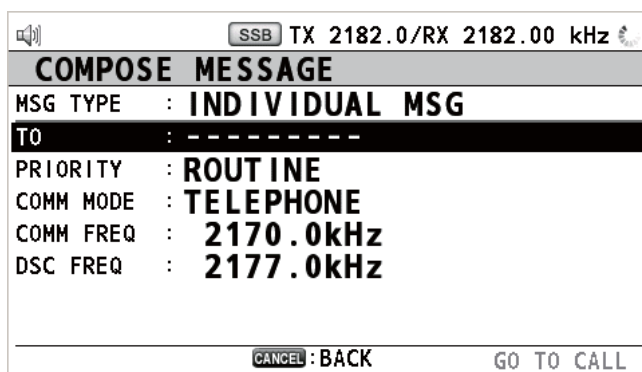 SSB TX 2182.0/RX 2182.00 kHz
COMPOSE MESSAGE
MSG TYPE : INDIVIDUAL MSG
TO : ---------
PRIORITY : ROUTINE
COMM MODE : TELEPHONE
COMM FREQ : 2170.0kHz
DSC FREQ : 2177.0kHz
CANCEL : BACK GO TO CALL